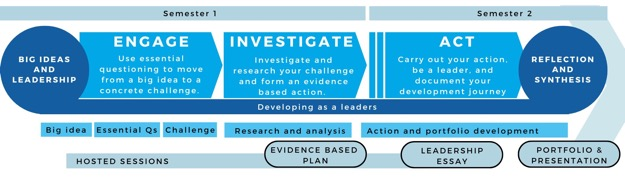 Semester 1
Semester 2
BIG IDEAS
AND
LEADERSHIP
ENGAGE
Use essential
questioning to move
from a big idea to a
concrete challenge.
INVESTIGATE
Investigate and
research your challenge
and form an evidence
based action.
ACT
Carry out your action,
be a leader, and
document your
development journey
REFLECTION
AND
SYNTHESIS
Developing as a leaders
Big idea
Essential Qs
Challenge
Research and analysis
Action and portfolio development
HOSTED SESSIONS
EVIDENCE BASED
PLAN
LEADERSHIP
ESSAY
PORTFOLIO &
PRESENTATION